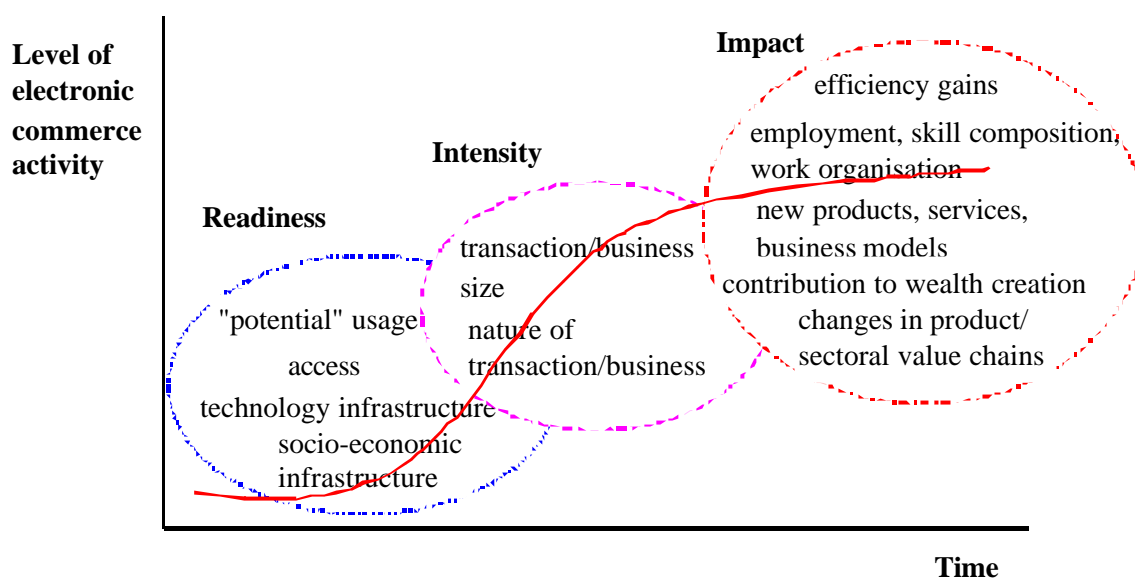 Level of
electronic
commerce
activity
Readiness
"potential" usage
access
technology infrastructure
socio-economic
infrastructure
Intensity
transaction/business
size
nature of
transaction/business
Impact
efficiency gains
employment, skill composition,
work organisation
new products, services,
business models
contribution to wealth creation
changes in product/
sectoral value chains
Time